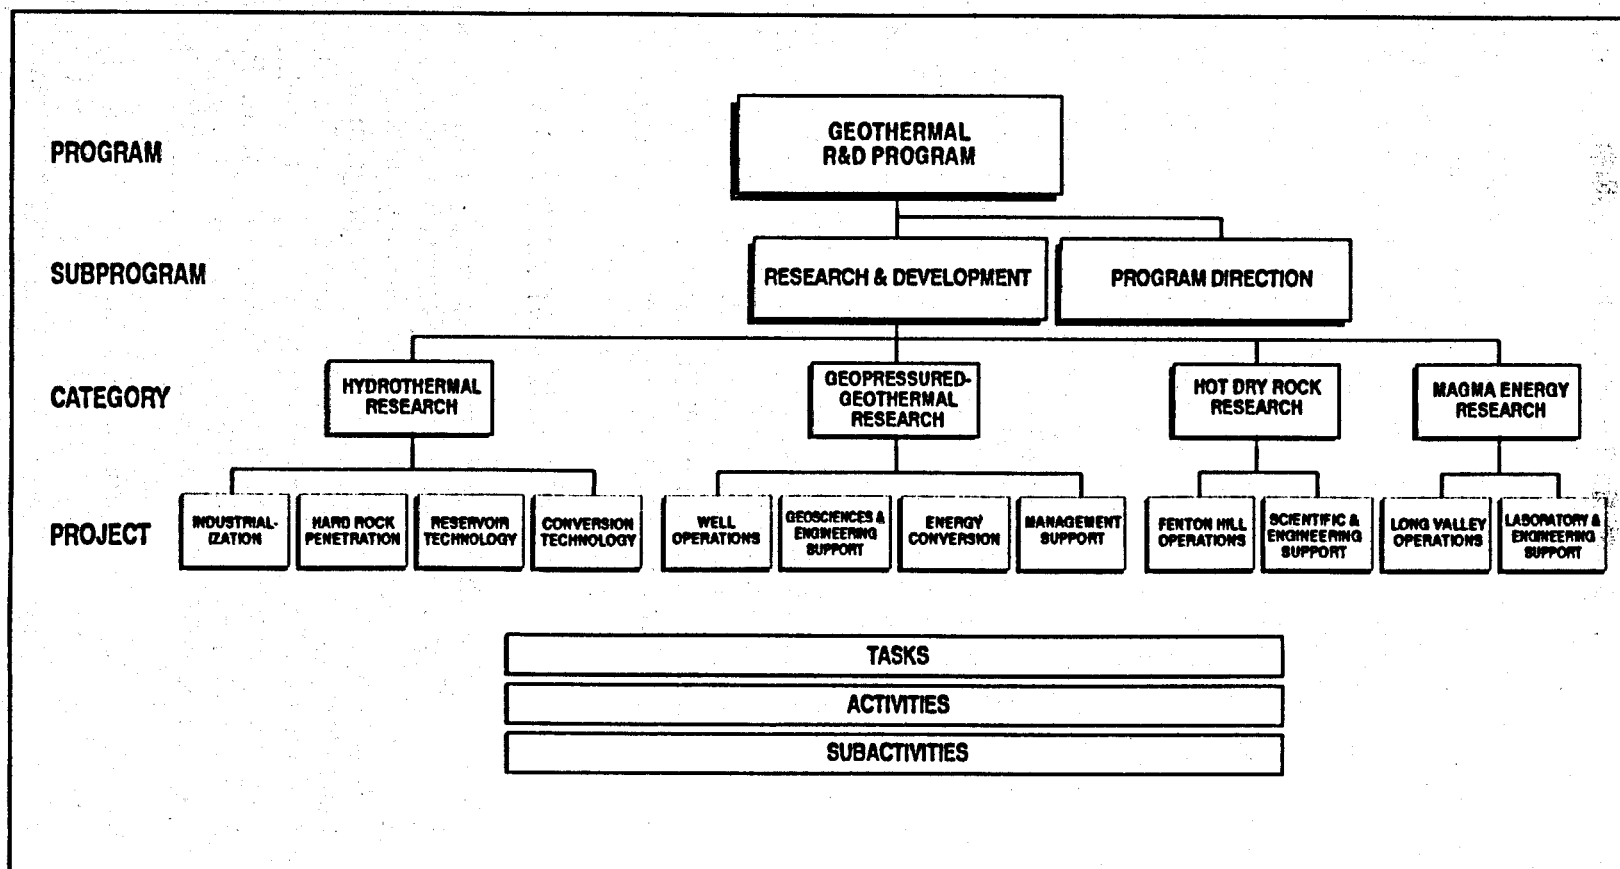 PROGRAM
GEOTHERMAL
R&D PROGRAM
SUBPROGRAM
RESEARCH & DEVELOPMENT
PROGRAM DIRECTION
CATEGORY
HYDROTHERMAL
RESEARCH
GEOPRESSURED-
GEOTHERMAL
RESEARCH
HOT DRY ROCK
RESEARCH
MAGMA ENERGY
RESEARCH
PROJECT
INDUSTRIAL-
IZATION
HARD ROCK
PENETRATION
RESERVOIR
TECHNOLOGY
CONVERSION
TECHNOLOGY
WELL
OPERATIONS
GEOSCIENCES &
ENGINEERING
SUPPORT
ENERGY
CONVERSION
MANAGEMENT
SUPPORT
FENTON HILL
OPERATIONS
SCIENTIFIC &
ENGINEERING
SUPPORT
LONG VALLEY
OPERATIONS
LABORATORY &
ENGINEERING
SUPPORT
TASKS
ACTIVITIES
SUBACTIVITIES